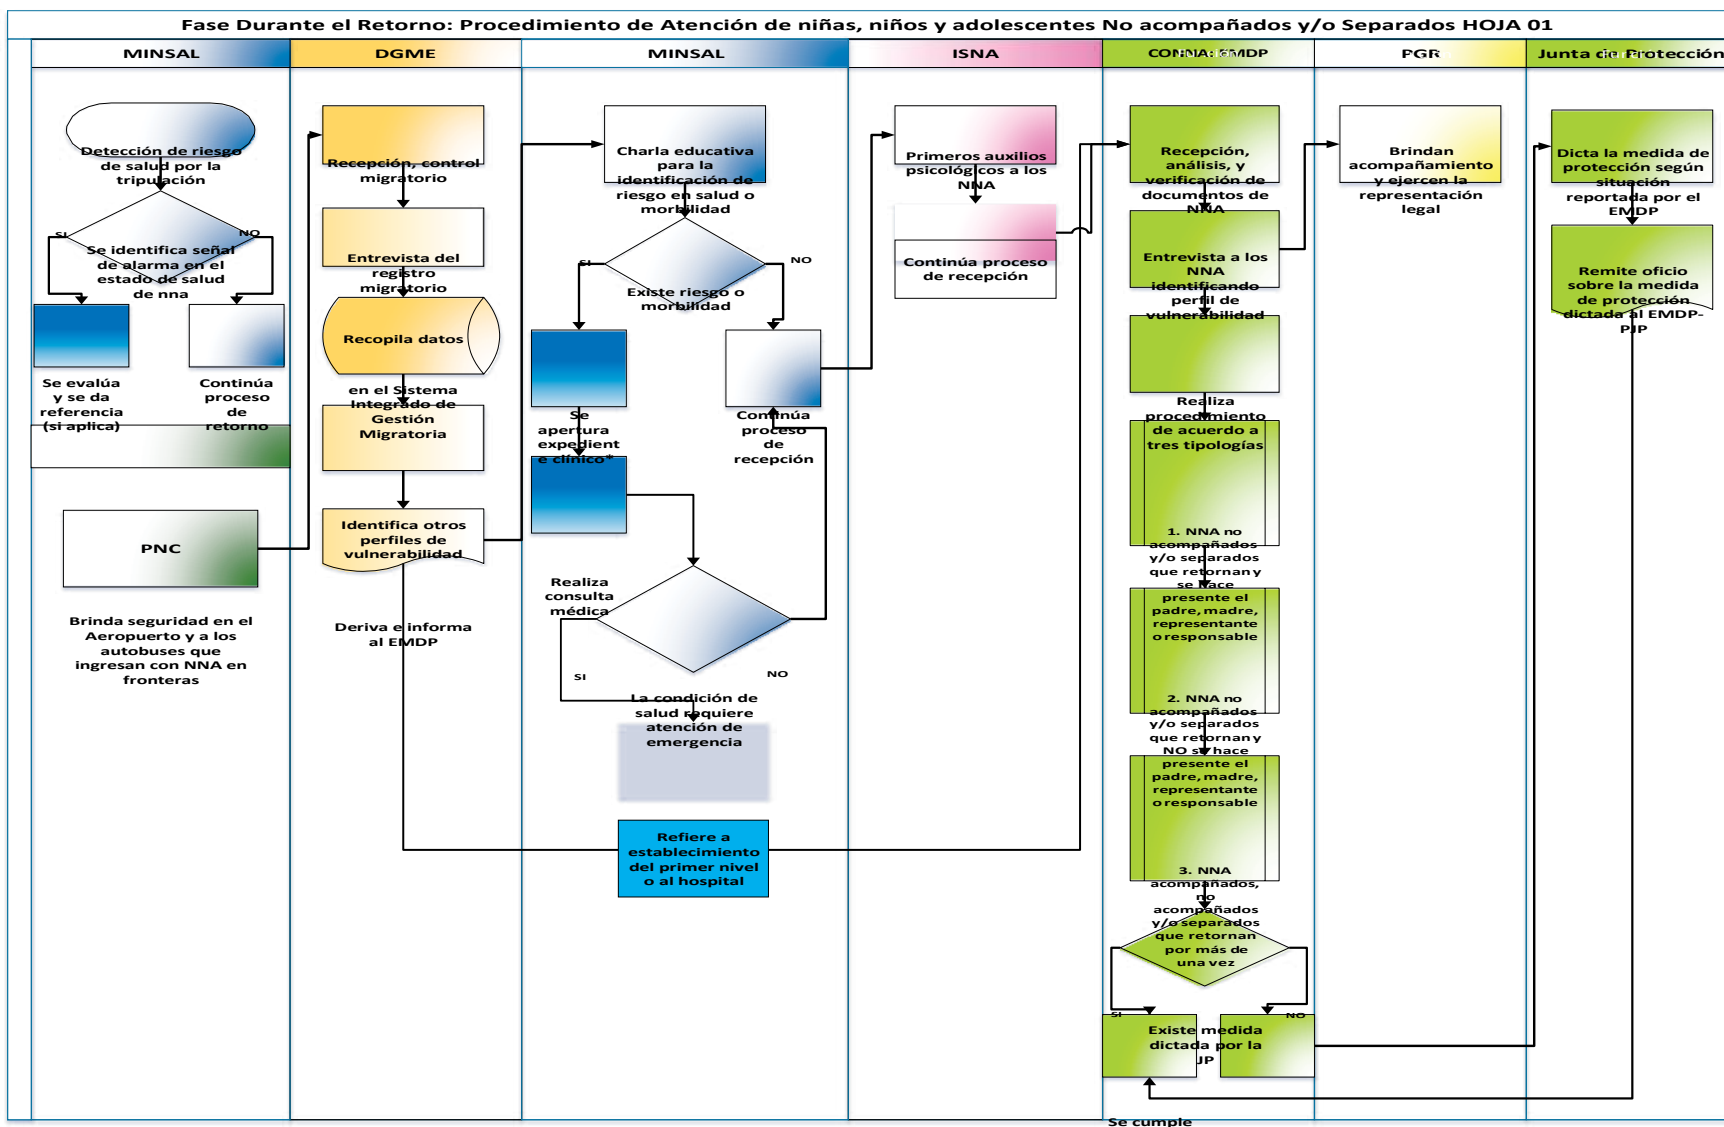 Fase Durante el Retorno: Procedimiento de Atención de niñas, niños y adolescentes No acompañados y/o Separados HOJA 01
MINSAL
DGME
MINSAL
ISNA
CONNA: EMDP
PGR
Junta de Protección
Detección de riesgo
de salud por la
tripulación
SI
NO
Se identifica señal
de alarma en el
estado de salud
de nna
Se evalúa
y se da
referencia
(si aplica)
Continúa
proceso
de
retorno
PNC
Brinda seguridad en el
Aeropuerto y a los
autobuses que
ingresan con NNA en
fronteras
Recepción, control
migratorio
Entrevista del
registro
migratorio
Recopila datos
en el Sistema
Integrado de
Gestión
Migratoria
Identifica otros
perfiles de
vulnerabilidad
Deriva e informa
al EMDP
Charla educativa
para la
identificación de
riesgo en salud o
morbilidad
SI
NO
Existe riesgo o
morbilidad
Se
apertura
expedient
e clínico*
Continúa
proceso
de
recepción
Realiza
consulta
médica
SI
NO
La condición de
salud requiere
atención de
emergencia
Refiere a
establecimiento
del primer nivel
o al hospital
Primeros auxilios
psicológicos a los
NNA
Continúa proceso
de recepción
Recepción,
análisis, y
verificación de
documentos de
NNA
Entrevista a los
NNA
identificando
perfil de
vulnerabilidad
Realiza
procedimiento
de acuerdo a
tres tipologías
1. NNA no
acompañados
y/o separados
que retornan y
se hace
presente el
padre, madre,
representante
o responsable
2. NNA no
acompañados
y/o separados
que retornan y
NO se hace
presente el
padre, madre,
representante
o responsable
3. NNA
acompañados,
no
acompañados
y/o separados
que retornan
por más de
una vez
SI
NO
Existe medida
dictada por la
JP
Se cumple
Brindan
acompañamiento
y ejercen la
representación
legal
Dicta la medida de
protección según
situación
reportada por el
EMDP
Remite oficio
sobre la medida
de protección
dictada al EMDP-
PJP